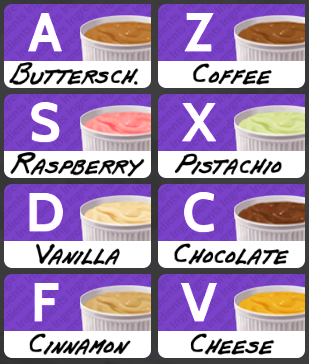 A
BUTTERSCH.
Z
COFFEE
S
RASPBERRY
X
PISTACHIO
D
VANILLA
C
CHOCOLATE
F
CINNAMON
V
CHEESE